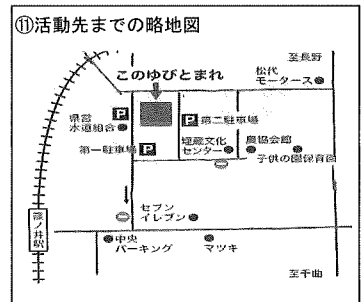 ⑪活動先までの略地図
至長野
このゆびとまれ
松代
モータース
県営
水道組合
P
P 第二駐車場
埋蔵文化
センター
農協会館
第一駐車場 P
子供の園保育園
篠ノ井駅
セブン
イレブン
中央
パーキング
マツキ
至千曲